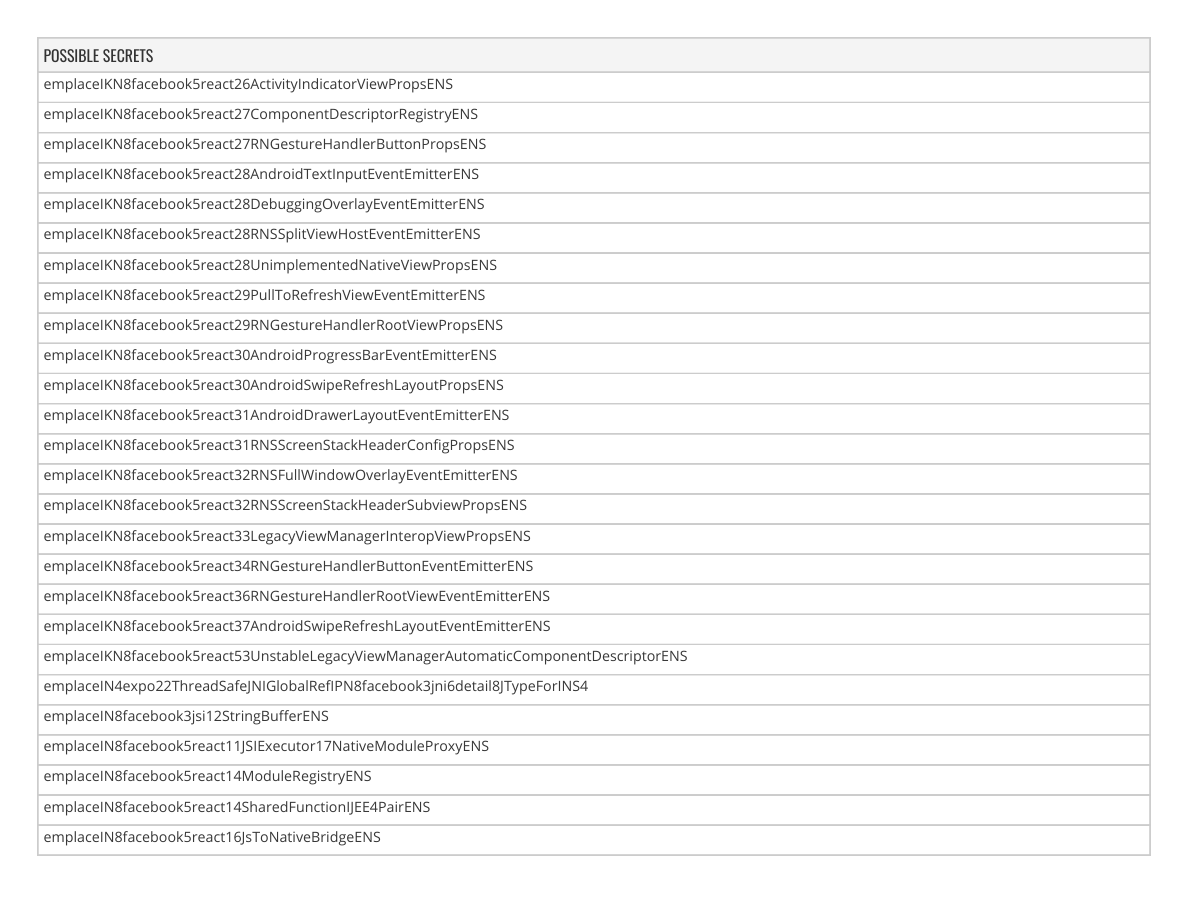 POSSIBLE SECRETS
emplaceIKN8facebook5react26ActivityIndicatorViewPropsENS
emplaceIKN8facebook5react27ComponentDescriptorRegistryENS
emplaceIKN8facebook5react27RNGestureHandlerButtonPropsENS
emplaceIKN8facebook5react28AndroidTextInputEventEmitterENS
emplaceIKN8facebook5react28DebuggingOverlayEventEmitterENS
emplaceIKN8facebook5react28RNSSplitViewHostEventEmitterENS
emplaceIKN8facebook5react28UnimplementedNativeViewPropsENS
emplaceIKN8facebook5react29PullToRefreshViewEventEmitterENS
emplaceIKN8facebook5react29RNGestureHandlerRootViewPropsENS
emplaceIKN8facebook5react30AndroidProgressBarEventEmitterENS
emplaceIKN8facebook5react30AndroidSwipeRefreshLayoutPropsENS
emplaceIKN8facebook5react31AndroidDrawerLayoutEventEmitterENS
emplaceIKN8facebook5react31RNSScreenStackHeaderConfigPropsENS
emplaceIKN8facebook5react32RNSFullWindowOverlayEventEmitterENS
emplaceIKN8facebook5react32RNSScreenStackHeaderSubviewPropsENS
emplaceIKN8facebook5react33LegacyViewManagerInteropViewPropsENS
emplaceIKN8facebook5react34RNGestureHandlerButtonEventEmitterENS
emplaceIKN8facebook5react36RNGestureHandlerRootViewEventEmitterENS
emplaceIKN8facebook5react37AndroidSwipeRefreshLayoutEventEmitterENS
emplaceIKN8facebook5react53UnstableLegacyViewManagerAutomaticComponentDescriptorENS
emplaceIN4expo22ThreadSafeJNIGlobalRefIPN8facebook3jni6detail8JTypeForINS4
emplaceIN8facebook3jsi12StringBufferENS
emplaceIN8facebook5react11JSIExecutor17NativeModuleProxyENS
emplaceIN8facebook5react14ModuleRegistryENS
emplaceIN8facebook5react14SharedFunctionIJEE4PairENS
emplaceIN8facebook5react16JsToNativeBridgeENS